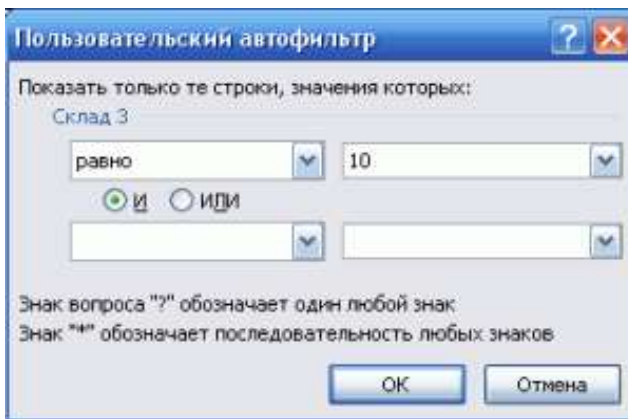 Пользовательский автофильтр
Показать только те строки, значения которых:
Склад 3
равно 10
И ИЛИ
Знак вопроса "?" обозначает один любой знак
Знак "*" обозначает последовательность любых знаков
ОК Отмена